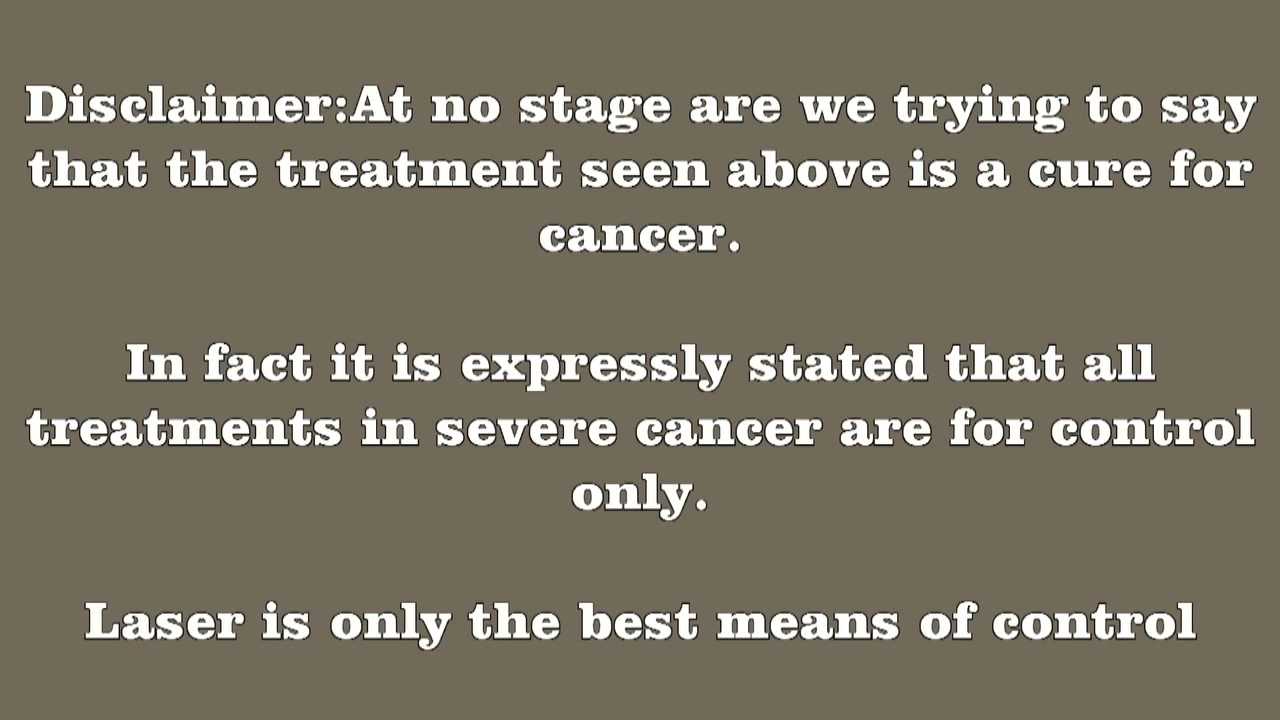 Disclaimer:At no stage are we trying to say
that the treatment seen above is a cure for
cancer.
In fact it is expressly stated that all
treatments in severe cancer are for control
only.
Laser is only the best means of control